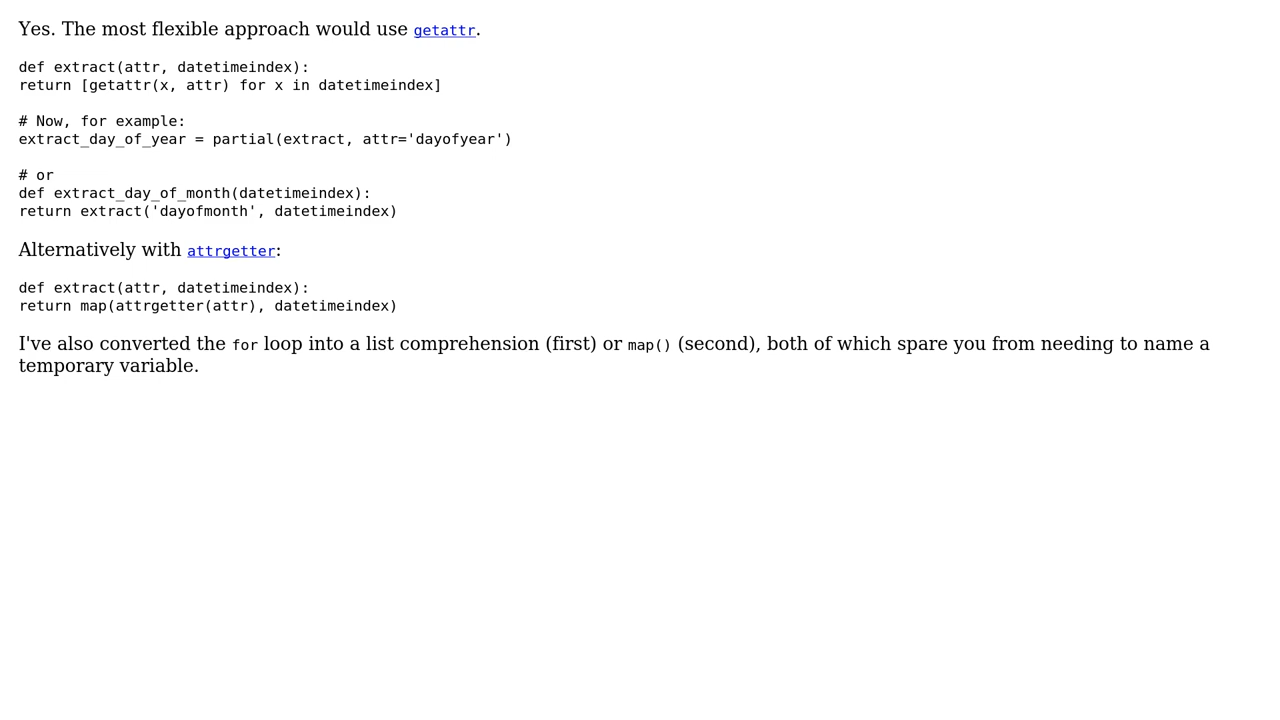 Yes. The most flexible approach would use getattr.
def extract(attr, datetimeindex):
return [getattr(x, attr) for x in datetimeindex]
# Now, for example:
extract_day_of_year = partial(extract, attr='dayofyear')
# or
def extract_day_of_month(datetimeindex):
return extract('dayofmonth', datetimeindex)
Alternatively with attrgetter:
def extract(attr, datetimeindex):
return map(attrgetter(attr), datetimeindex)
I've also converted the for loop into a list comprehension (first) or map() (second), both of which spare you from needing to name a
temporary variable.